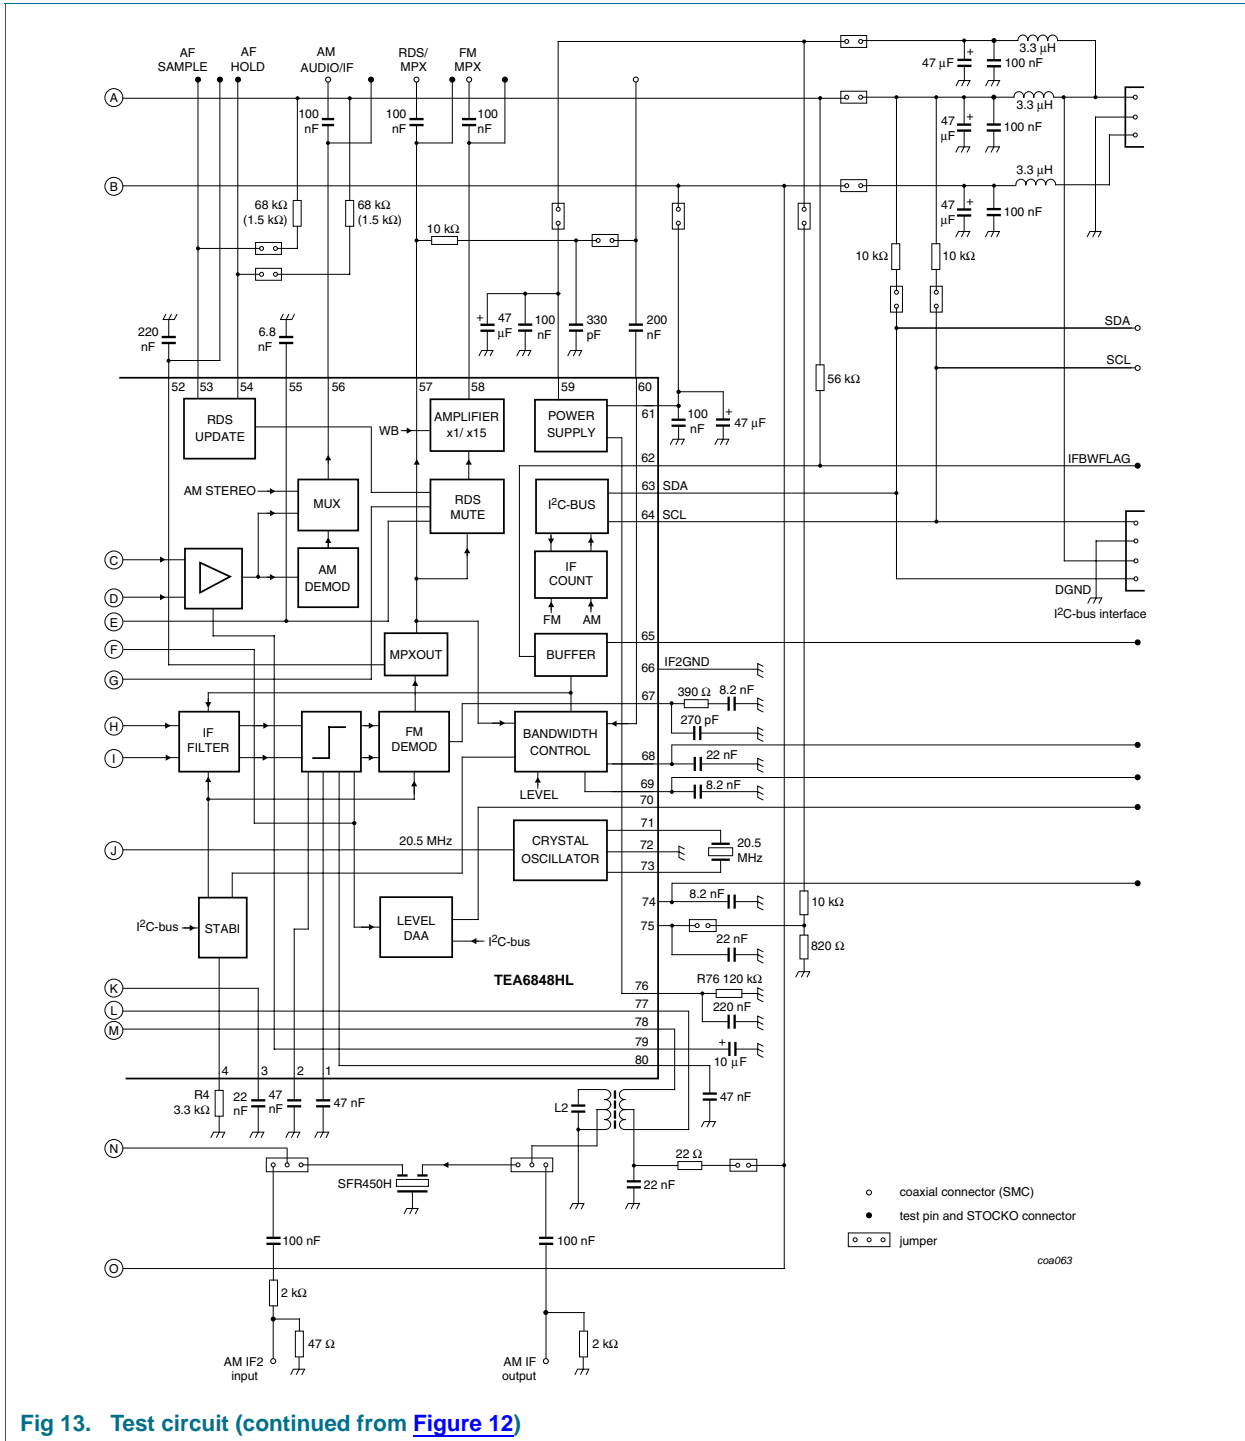 AF SAMPLE
AF HOLD
AM AUDIO/IF
RDS/ MPX
FM MPX
47 µF
100 nF
3.3 µH
A
100 nF
100 nF
100 nF
47 µF
100 nF
3.3 µH
B
68 kΩ (1.5 kΩ)
68 kΩ (1.5 kΩ)
10 kΩ
47 µF
100 nF
3.3 µH
10 kΩ
10 kΩ
220 nF
6.8 nF
47 µF
100 nF
330 pF
200 nF
SDA
SCL
56 kΩ
52
53
54
55
56
57
58
59
60
61
100 nF
47 µF
RDS UPDATE
WB
AMPLIFIER x1/ x15
POWER SUPPLY
62
IFBWFLAG
AM STEREO
MUX
RDS MUTE
I2C-BUS
63
SDA
64
SCL
C
D
E
F
G
H
I
AM DEMOD
IF COUNT
FM
AM
DGND
I2C-bus interface
MPXOUT
BUFFER
65
66
IF2GND
67
390 Ω
8.2 nF
270 pF
IF FILTER
FM DEMOD
BANDWIDTH CONTROL
LEVEL
68
22 nF
69
8.2 nF
70
J
20.5 MHz
CRYSTAL OSCILLATOR
71
72
73
20.5 MHz
74
8.2 nF
75
22 nF
10 kΩ
820 Ω
I2C-bus
STABI
LEVEL DAA
I2C-bus
TEA6848HL
K
L
M
76
R76 120 kΩ
77
220 nF
78
79
10 µF
80
4
3
2
1
R4 3.3 kΩ
22 nF
47 nF
47 nF
L2
47 nF
N
SFR450H
22 Ω
22 nF
100 nF
100 nF
O
2 kΩ
47 Ω
2 kΩ
AM IF2 input
AM IF output
coaxial connector (SMC)
test pin and STOCKO connector
jumper
coa063
Fig 13. Test circuit (continued from Figure 12)